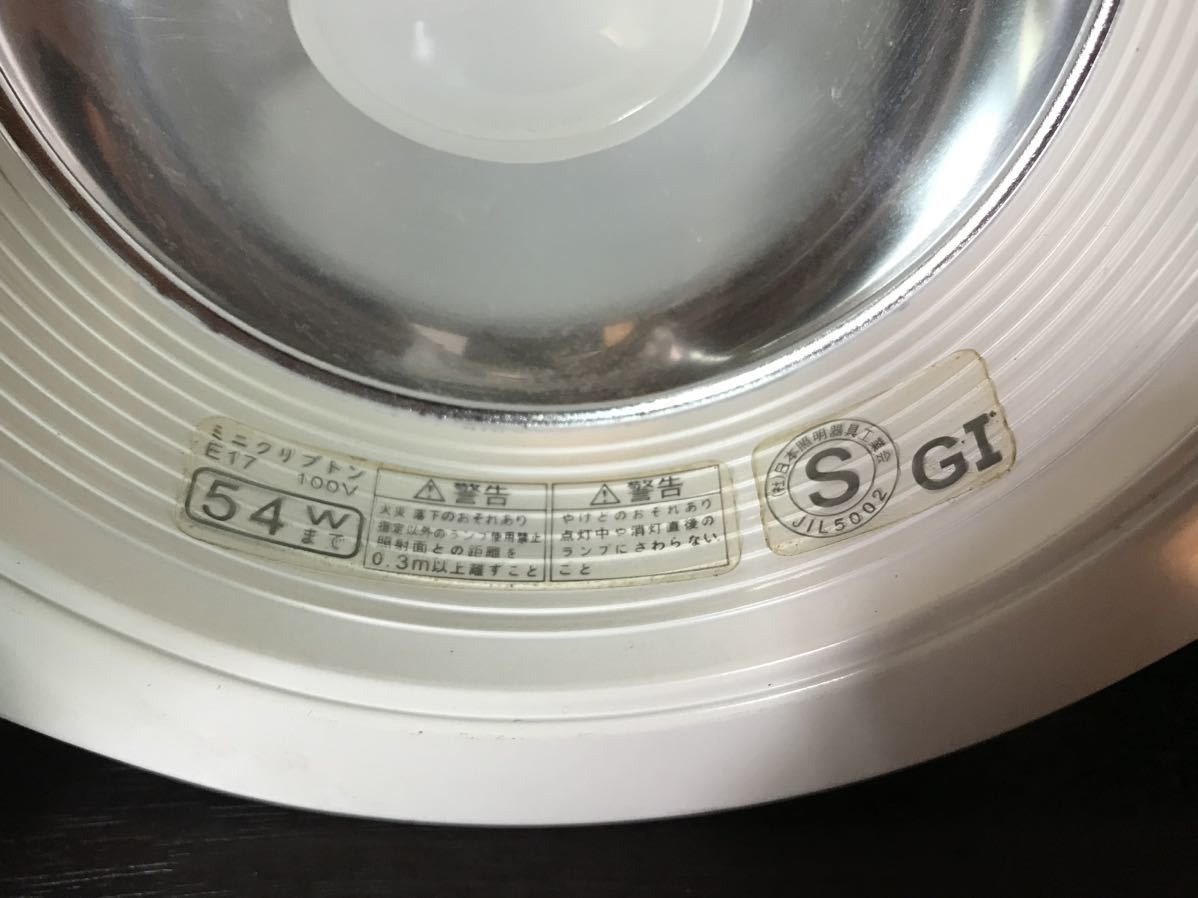 ミニクリプトン
E17 100V
54Wまで
⚠警告
火災 落下のおそれあり
指定以外のランプ使用禁止
照射面との距離を
0.3m以上離すこと
⚠警告
やけどのおそれあり
点灯中や消灯直後の
ランプにさわらない
こと
(社)日本照明器具工業会
S
JIL5002
GI